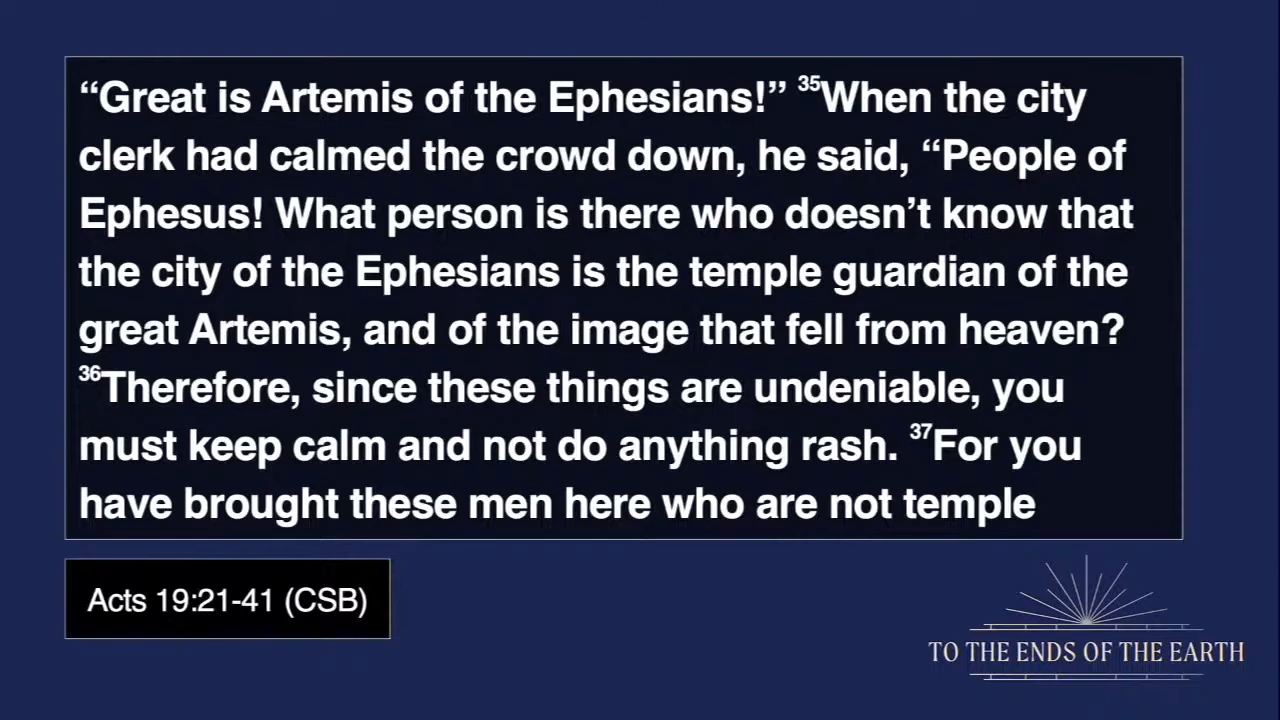 “Great is Artemis of the Ephesians!” ³⁵When the city
clerk had calmed the crowd down, he said, “People of
Ephesus! What person is there who doesn’t know that
the city of the Ephesians is the temple guardian of the
great Artemis, and of the image that fell from heaven?
³⁶Therefore, since these things are undeniable, you
must keep calm and not do anything rash. ³⁷For you
have brought these men here who are not temple
Acts 19:21-41 (CSB)
TO THE ENDS OF THE EARTH